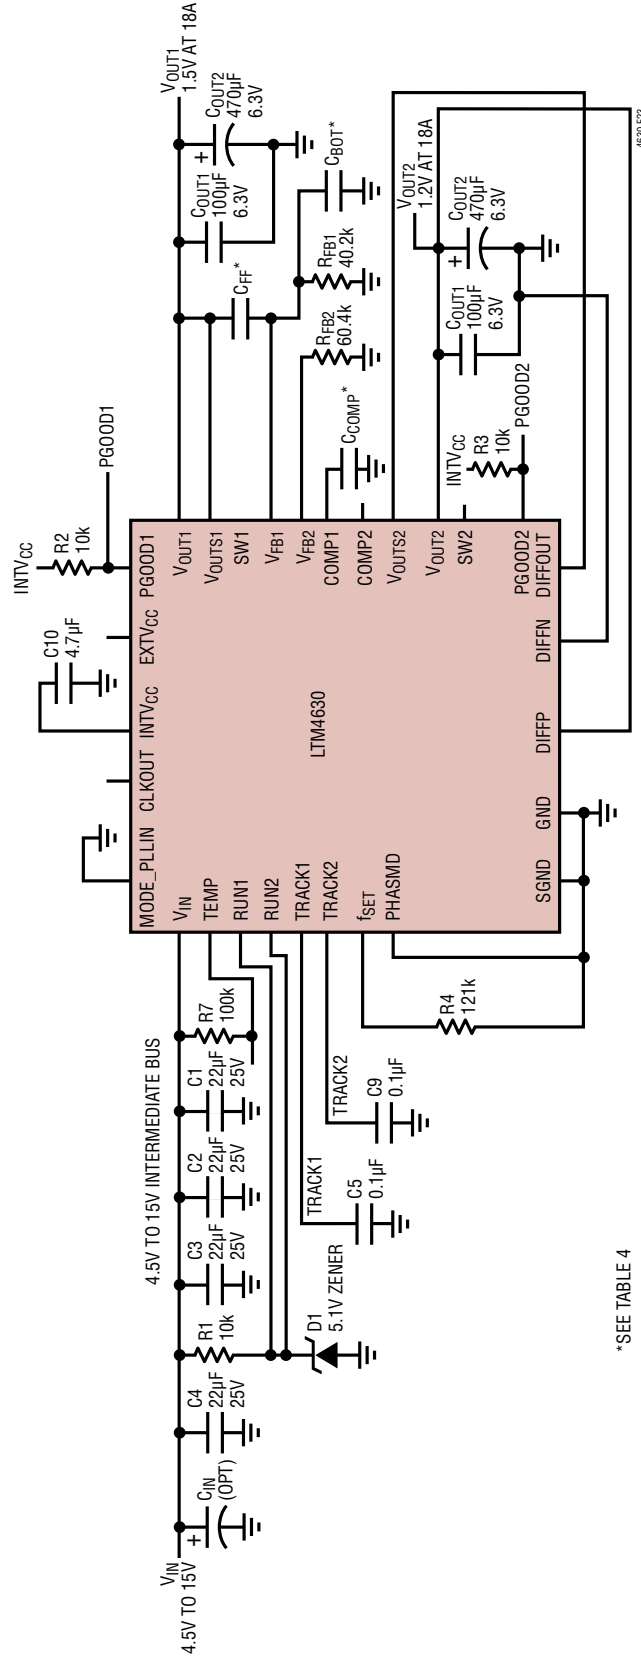 VIN
4.5V TO 15V
+
CIN
(OPT)
C4
22µF
25V
R1
10k
D1
5.1V ZENER
4.5V TO 15V INTERMEDIATE BUS
C3
22µF
25V
C2
22µF
25V
C1
22µF
25V
R7
100k
TRACK1
C5
0.1µF
TRACK2
C9
0.1µF
R4
121k
MODE_PLLIN
CLKOUT
INTVCC
EXTVCC
PGOOD1
VIN
TEMP
RUN1
RUN2
TRACK1
TRACK2
fSET
PHASMD
LTM4630
VOUT1
VOUTS1
SW1
VFB1
VFB2
COMP1
COMP2
VOUTS2
VOUT2
SW2
PGOOD2
SGND
GND
DIFFP
DIFFN
DIFFOUT
C10
4.7µF
INTVCC
R2
10k
PGOOD1
VOUT1
1.5V AT 18A
COUT1
100µF
6.3V
+
COUT2
470µF
6.3V
CFF*
CBOT*
RFB1
40.2k
RFB2
60.4k
CCOMP*
VOUT2
1.2V AT 18A
COUT1
100µF
6.3V
+
COUT2
470µF
6.3V
INTVCC
R3
10k
PGOOD2
*SEE TABLE 4
4630 F23